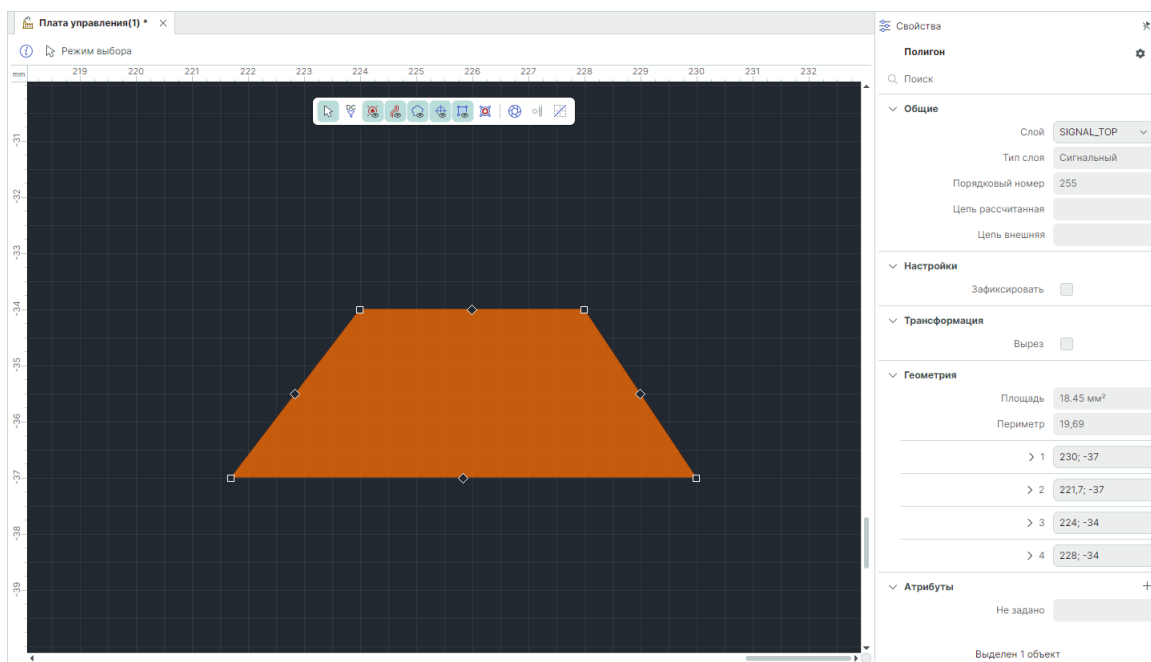 Плата управления(1) *
Режим выбора
mm
219 220 221 222 223 224 225 226 227 228 229 230 231 232
-31
-32
-33
-34
-35
-36
-37
-38
-39
DC
Свойства
Полигон
Поиск
Общие
Слой SIGNAL_TOP
Тип слоя Сигнальный
Порядковый номер 255
Цепь рассчитанная
Цепь внешняя
Настройки
Зафиксировать
Трансформация
Вырез
Геометрия
Площадь 18.45 мм²
Периметр 19,69
1 230; -37
2 221,7; -37
3 224; -34
4 228; -34
Атрибуты
Не задано
Выделен 1 объект